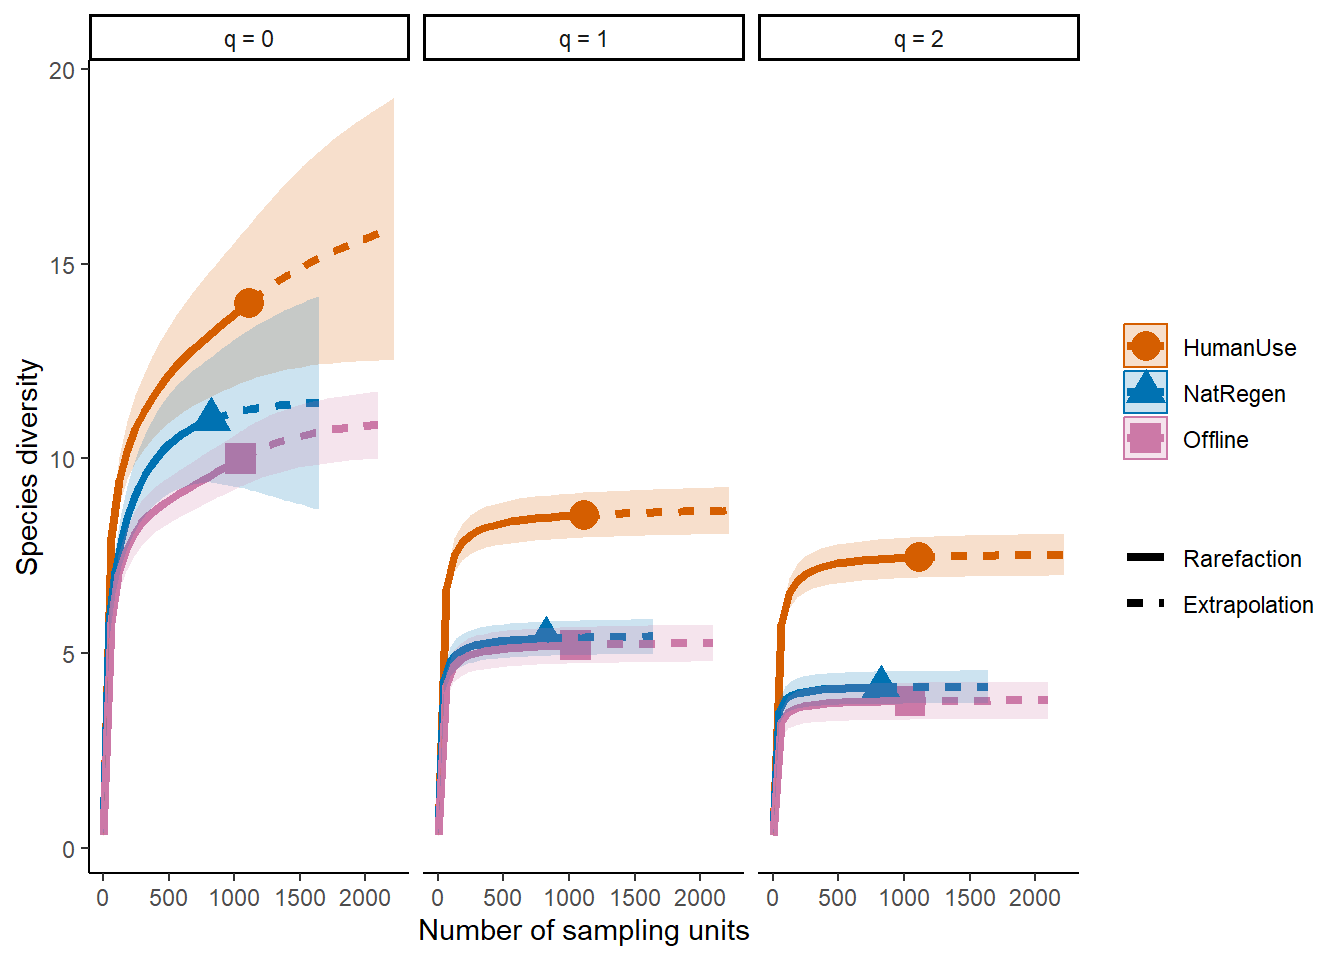 q = 0
q = 1
q = 2
20
15
10
5
0
Species diversity
0 500 1000 1500 2000
0 500 1000 1500 2000
0 500 1000 1500 2000
Number of sampling units
HumanUse
NatRegen
Offline
Rarefaction
Extrapolation